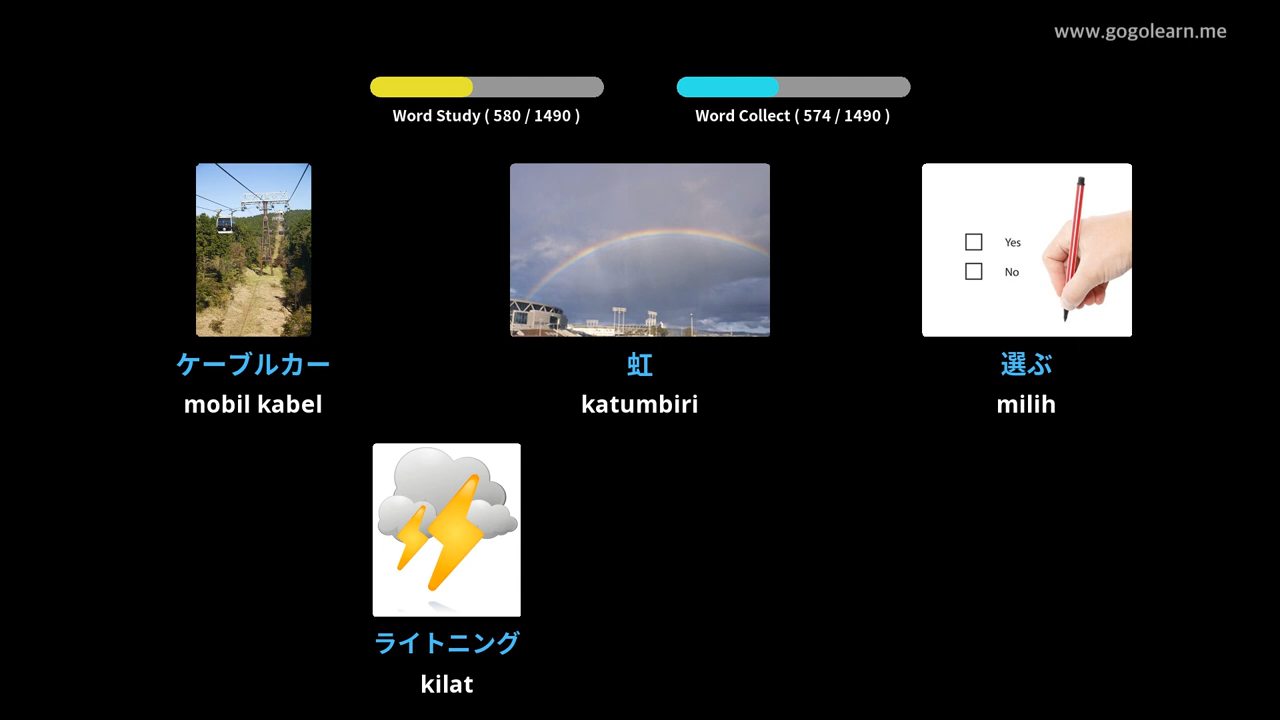 www.gogolearn.me
Word Study ( 580 / 1490 )
Word Collect ( 574 / 1490 )
Yes
No
ケーブルカー
虹
選ぶ
mobil kabel
katumbiri
milih
ライトニング
kilat